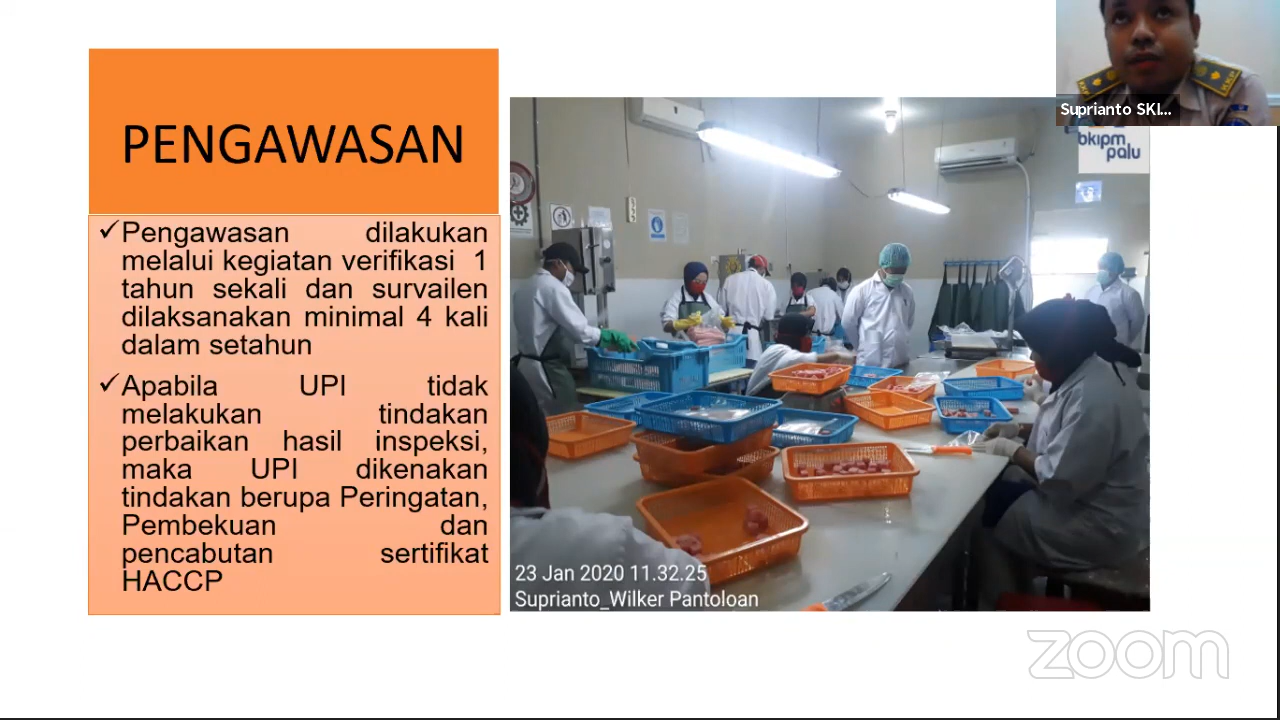 PENGAWASAN
✓Pengawasan dilakukan
melalui kegiatan verifikasi 1
tahun sekali dan survailen
dilaksanakan minimal 4 kali
dalam setahun
✓Apabila UPI tidak
melakukan tindakan
perbaikan hasil inspeksi,
maka UPI dikenakan
tindakan berupa Peringatan,
Pembekuan dan
pencabutan sertifikat
HACCP
Supriantο SKI...
bkipm
palu
23 Jan 2020 11.32.25
Suprianto_Wilker Pantoloan
zoom